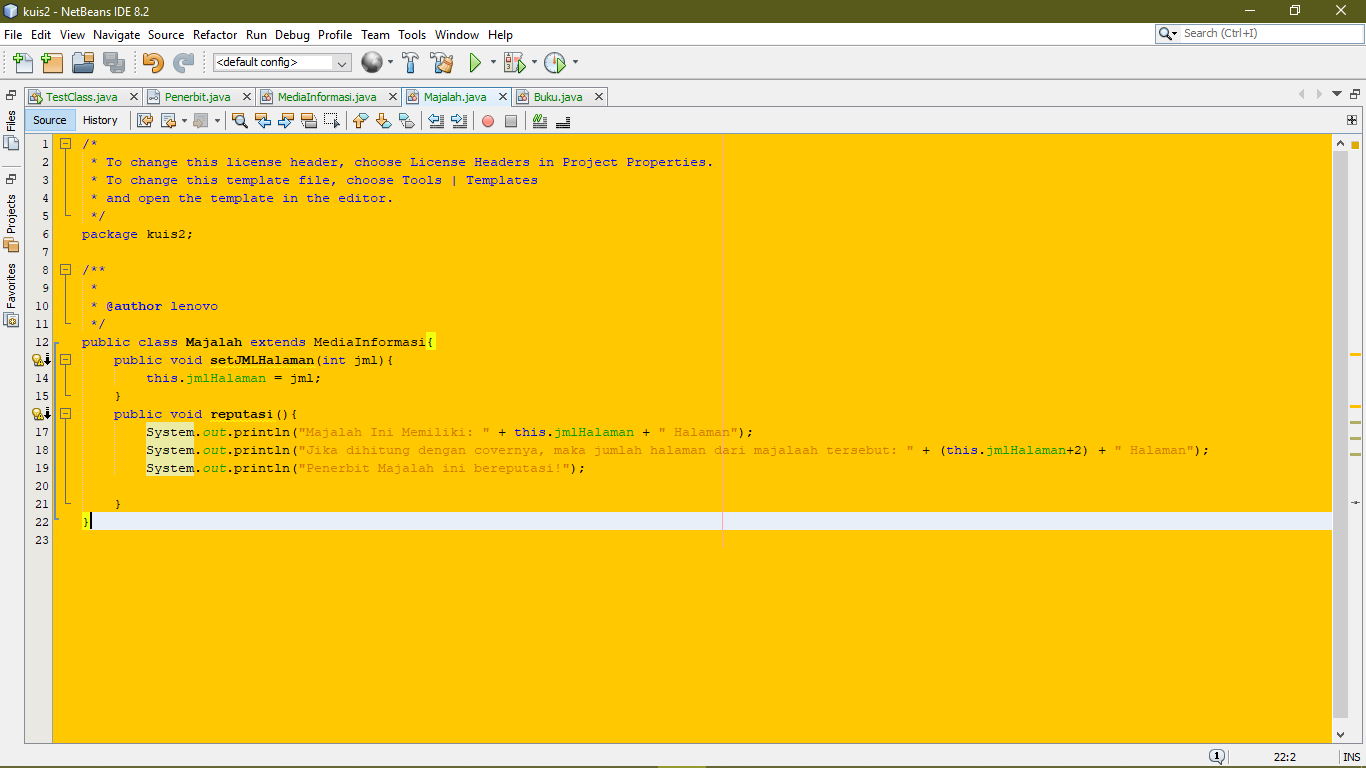 kuis2 - NetBeans IDE 8.2
File Edit View Navigate Source Refactor Run Debug Profile Team Tools Window Help
Search (Ctrl+I)
<default config>
TestClass.java Penerbit.java MediaInformasi.java Majalah.java Buku.java
Files
Projects
Favorites
Source History
1 /*
2 * To change this license header, choose License Headers in Project Properties.
3 * To change this template file, choose Tools | Templates
4 * and open the template in the editor.
5 */
6 package kuis2;
7
8 /**
9 *
10 * @author lenovo
11 */
12 public class Majalah extends MediaInformasi{
public void setJMLHalaman(int jml){
14 this.jmlHalaman = jml;
15 }
public void reputasi(){
17 System.out.println("Majalah Ini Memiliki: " + this.jmlHalaman + " Halaman");
18 System.out.println("Jika dihitung dengan covernya, maka jumlah halaman dari majalaah tersebut: " + (this.jmlHalaman+2) + " Halaman");
19 System.out.println("Penerbit Majalah ini bereputasi!");
20
21 }
22 }
23
1 22:2 INS